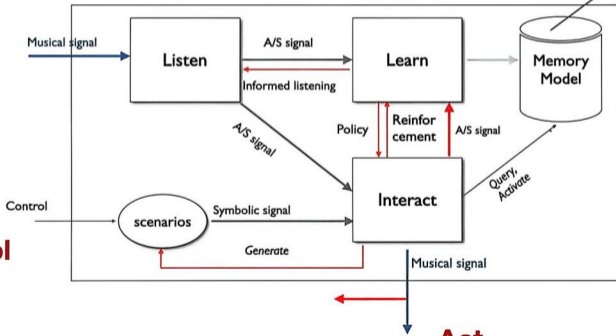 Musical signal
Listen
A/S signal
Informed listening
Learn
Memory
Model
A/S signal
Policy
Reinfor
cement
A/S signal
Query,
Activate
Control
scenarios
Symbolic signal
Interact
Generate
Musical signal